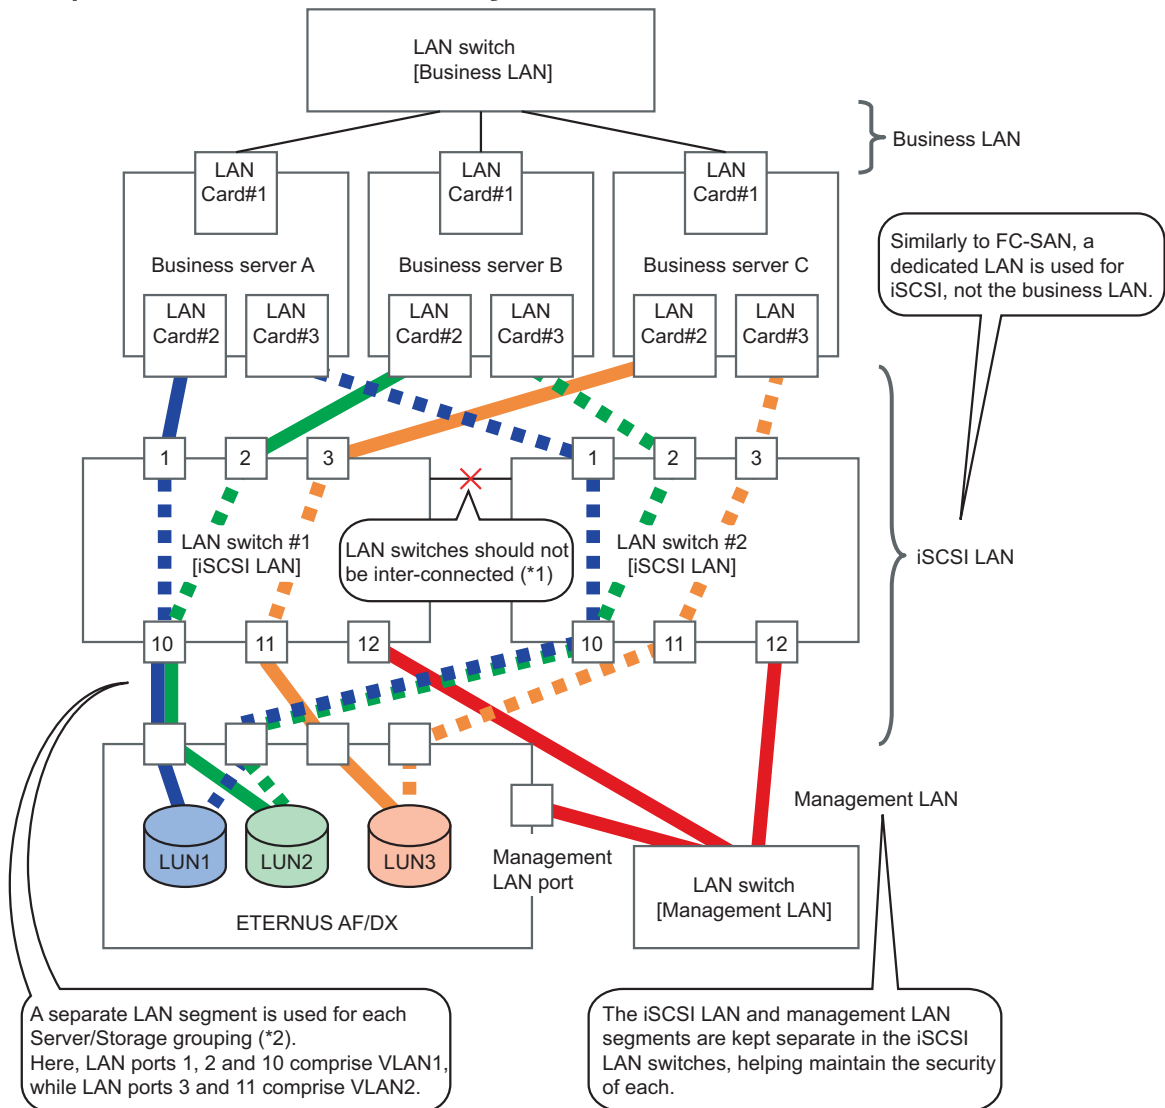 LAN switch
[Business LAN]
Business LAN
LAN
Card#1
LAN
Card#1
LAN
Card#1
Similarly to FC-SAN, a
dedicated LAN is used for
iSCSI, not the business LAN.
Business server A
Business server B
Business server C
LAN
Card#2
LAN
Card#3
LAN
Card#2
LAN
Card#3
LAN
Card#2
LAN
Card#3
1
2
3
1
2
3
LAN switch #1
[iSCSI LAN]
LAN switches should not
be inter-connected (*1)
LAN switch #2
[iSCSI LAN]
iSCSI LAN
10
11
12
10
11
12
Management LAN
LUN1
LUN2
LUN3
Management
LAN port
LAN switch
[Management LAN]
ETERNUS AF/DX
A separate LAN segment is used for each
Server/Storage grouping (*2).
Here, LAN ports 1, 2 and 10 comprise VLAN1,
while LAN ports 3 and 11 comprise VLAN2.
The iSCSI LAN and management LAN
segments are kept separate in the iSCSI
LAN switches, helping maintain the security
of each.